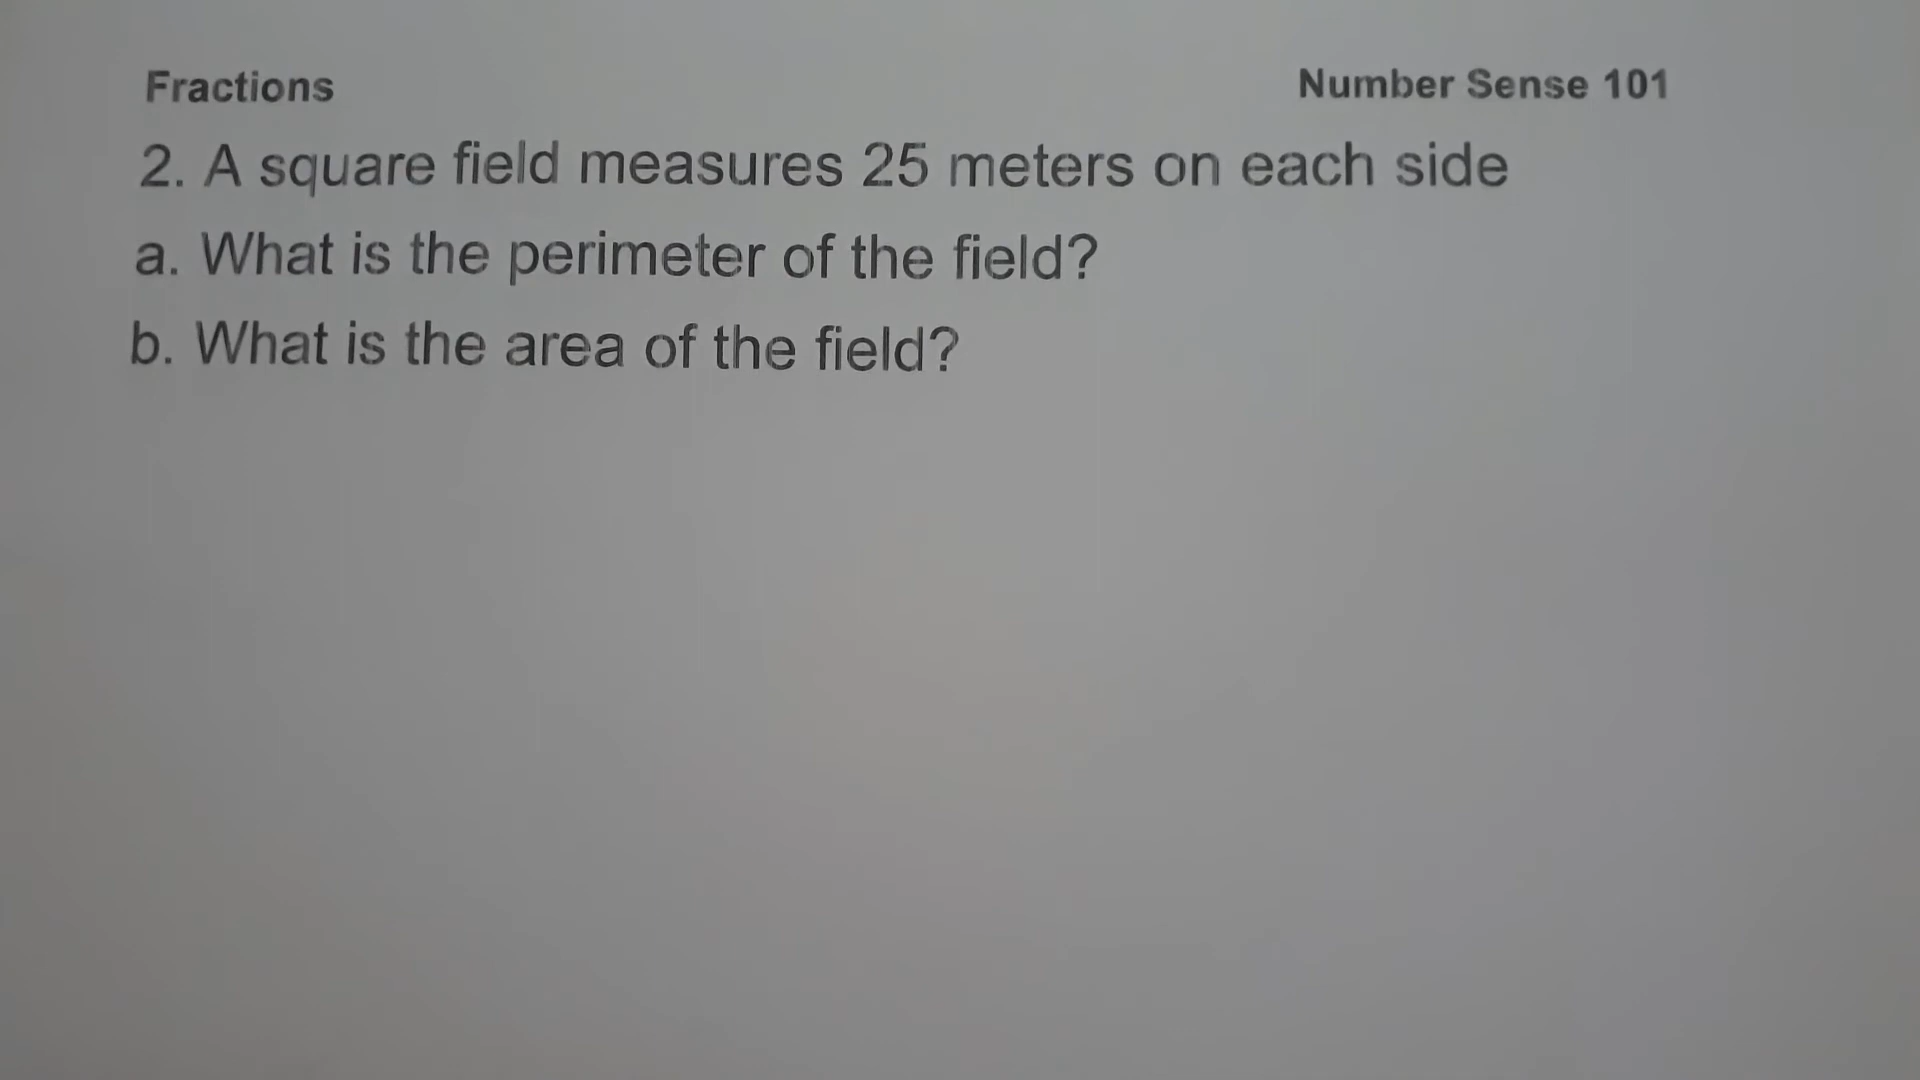 Fractions Number Sense 101
2. A square field measures 25 meters on each side
a. What is the perimeter of the field?
b. What is the area of the field?